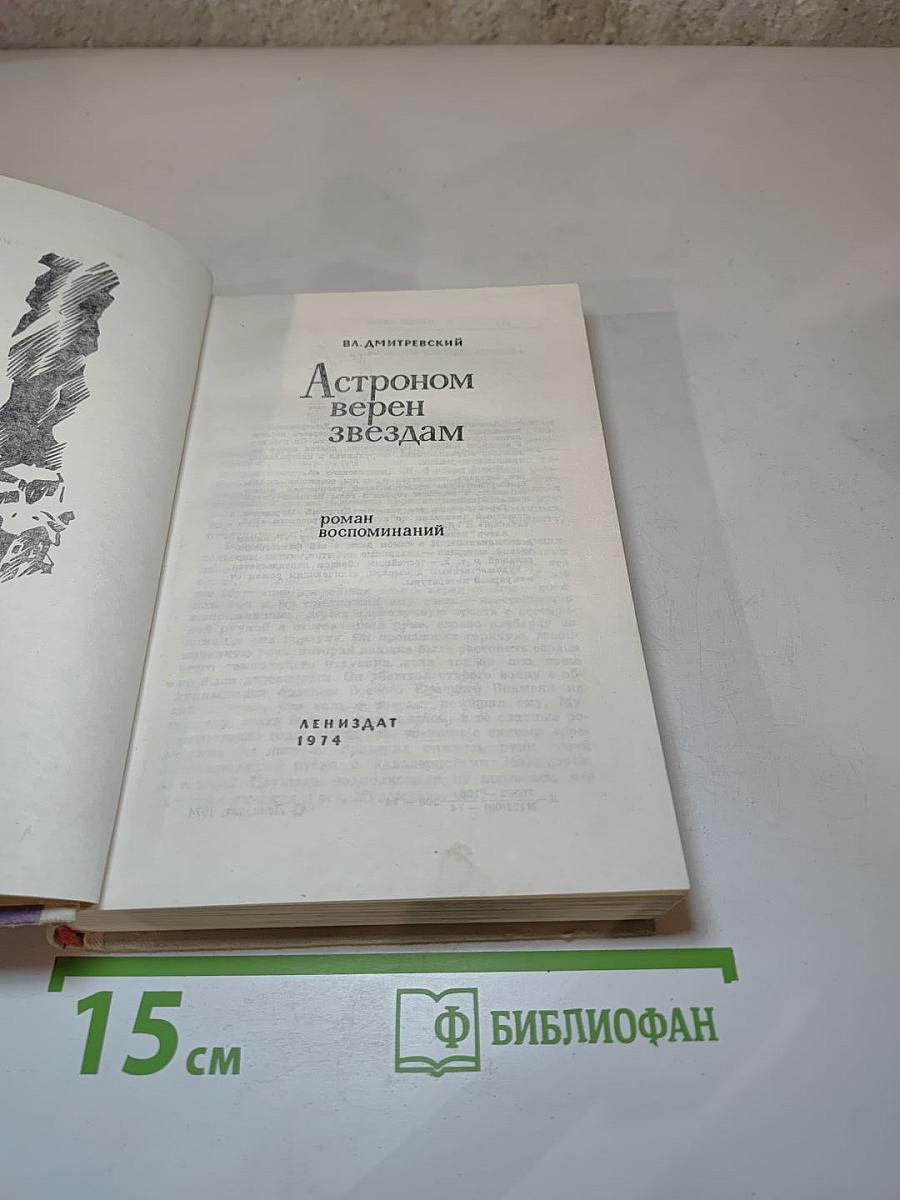 ВЛ. ДМИТРЕВСКИЙ
Астроном
верен
звездам
роман
воспоминаний
ЛЕНИЗДАТ
1974
15 см
Ф БИБЛИОФАН